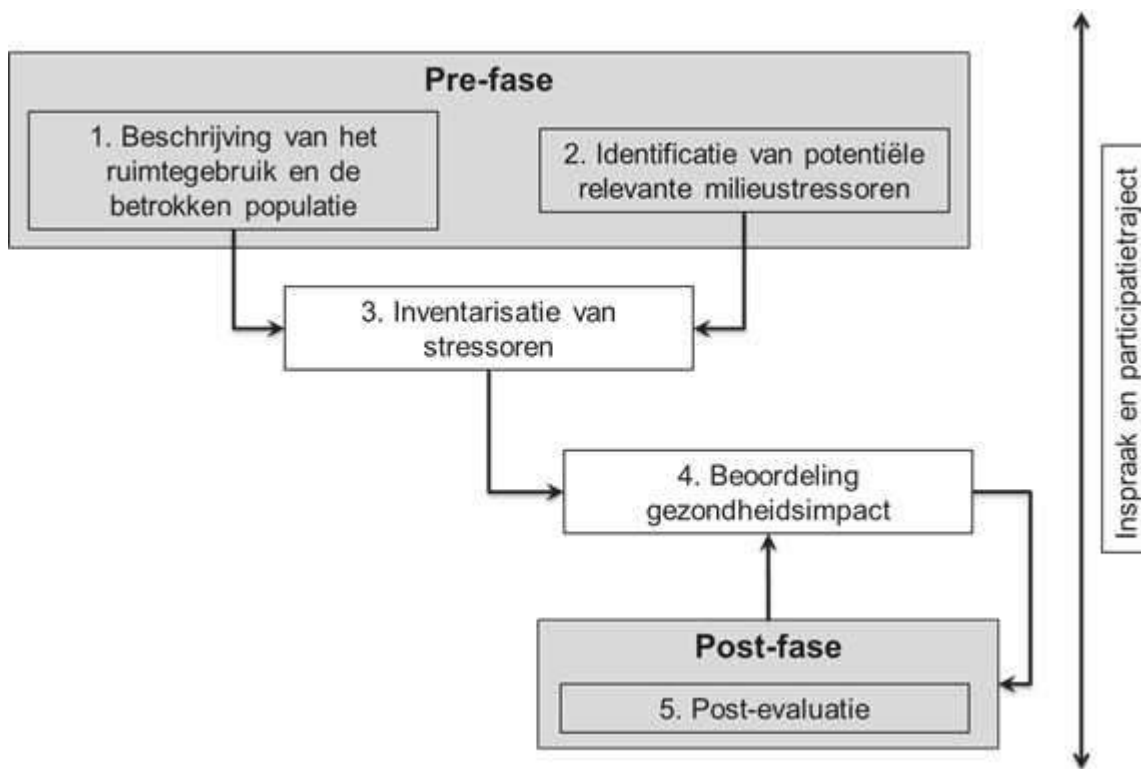 Pre-fase
1. Beschrijving van het
ruimtegebruik en de
betrokken populatie
2. Identificatie van potentiële
relevante milieustressoren
3. Inventarisatie van
stressoren
4. Beoordeling
gezondheidsimpact
Post-fase
5. Post-evaluatie
Inspraak en participatietraject